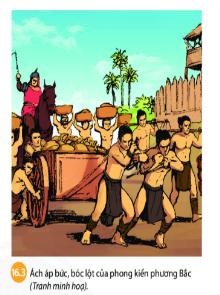 16.3 Ách áp bức, bóc lột của phong kiến phương Bắc
(Tranh minh hoạ).